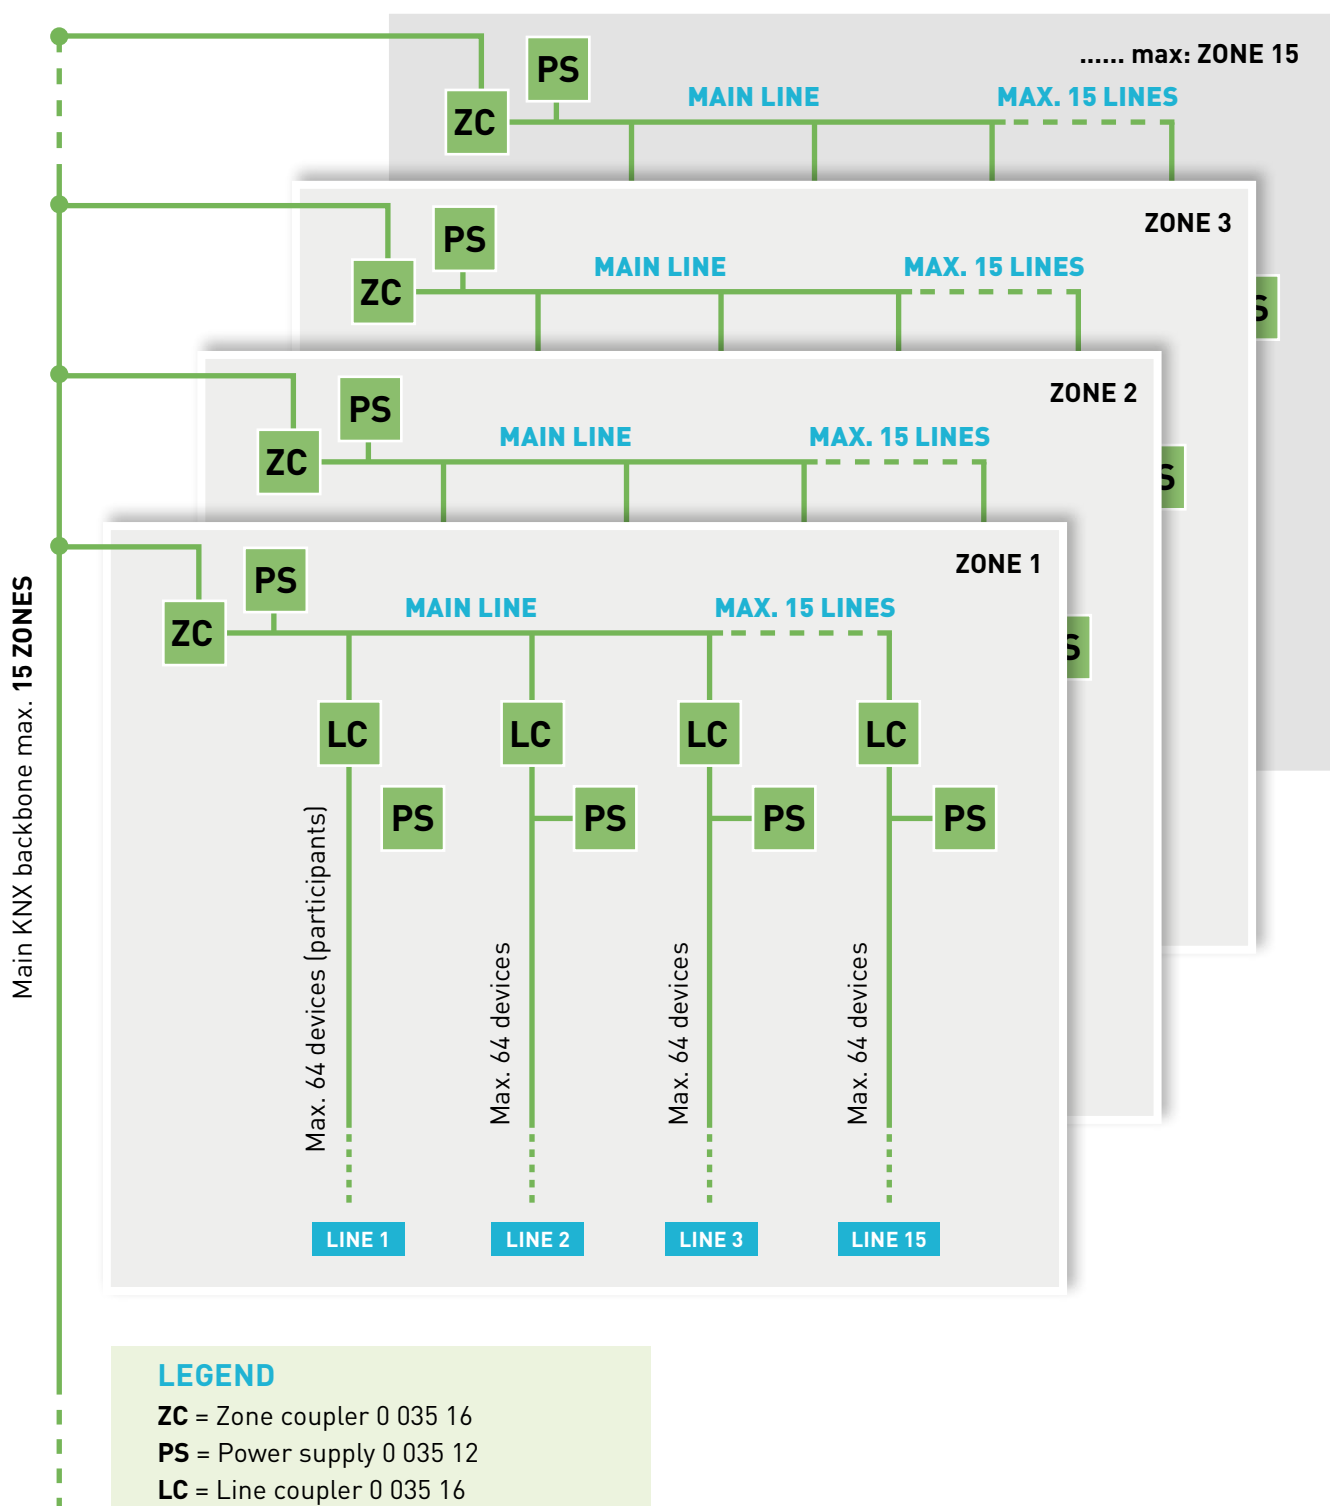 ...... max: ZONE 15
PS
MAIN LINE
MAX. 15 LINES
ZC
ZONE 3
PS
MAIN LINE
MAX. 15 LINES
ZC
S
ZONE 2
PS
MAIN LINE
MAX. 15 LINES
ZC
S
ZONE 1
PS
MAIN LINE
MAX. 15 LINES
ZC
S
LC
LC
LC
LC
PS
PS
PS
PS
Max. 64 devices (participants)
Max. 64 devices
Max. 64 devices
Max. 64 devices
LINE 1
LINE 2
LINE 3
LINE 15
Main KNX backbone max. 15 ZONES
LEGEND
ZC = Zone coupler 0 035 16
PS = Power supply 0 035 12
LC = Line coupler 0 035 16